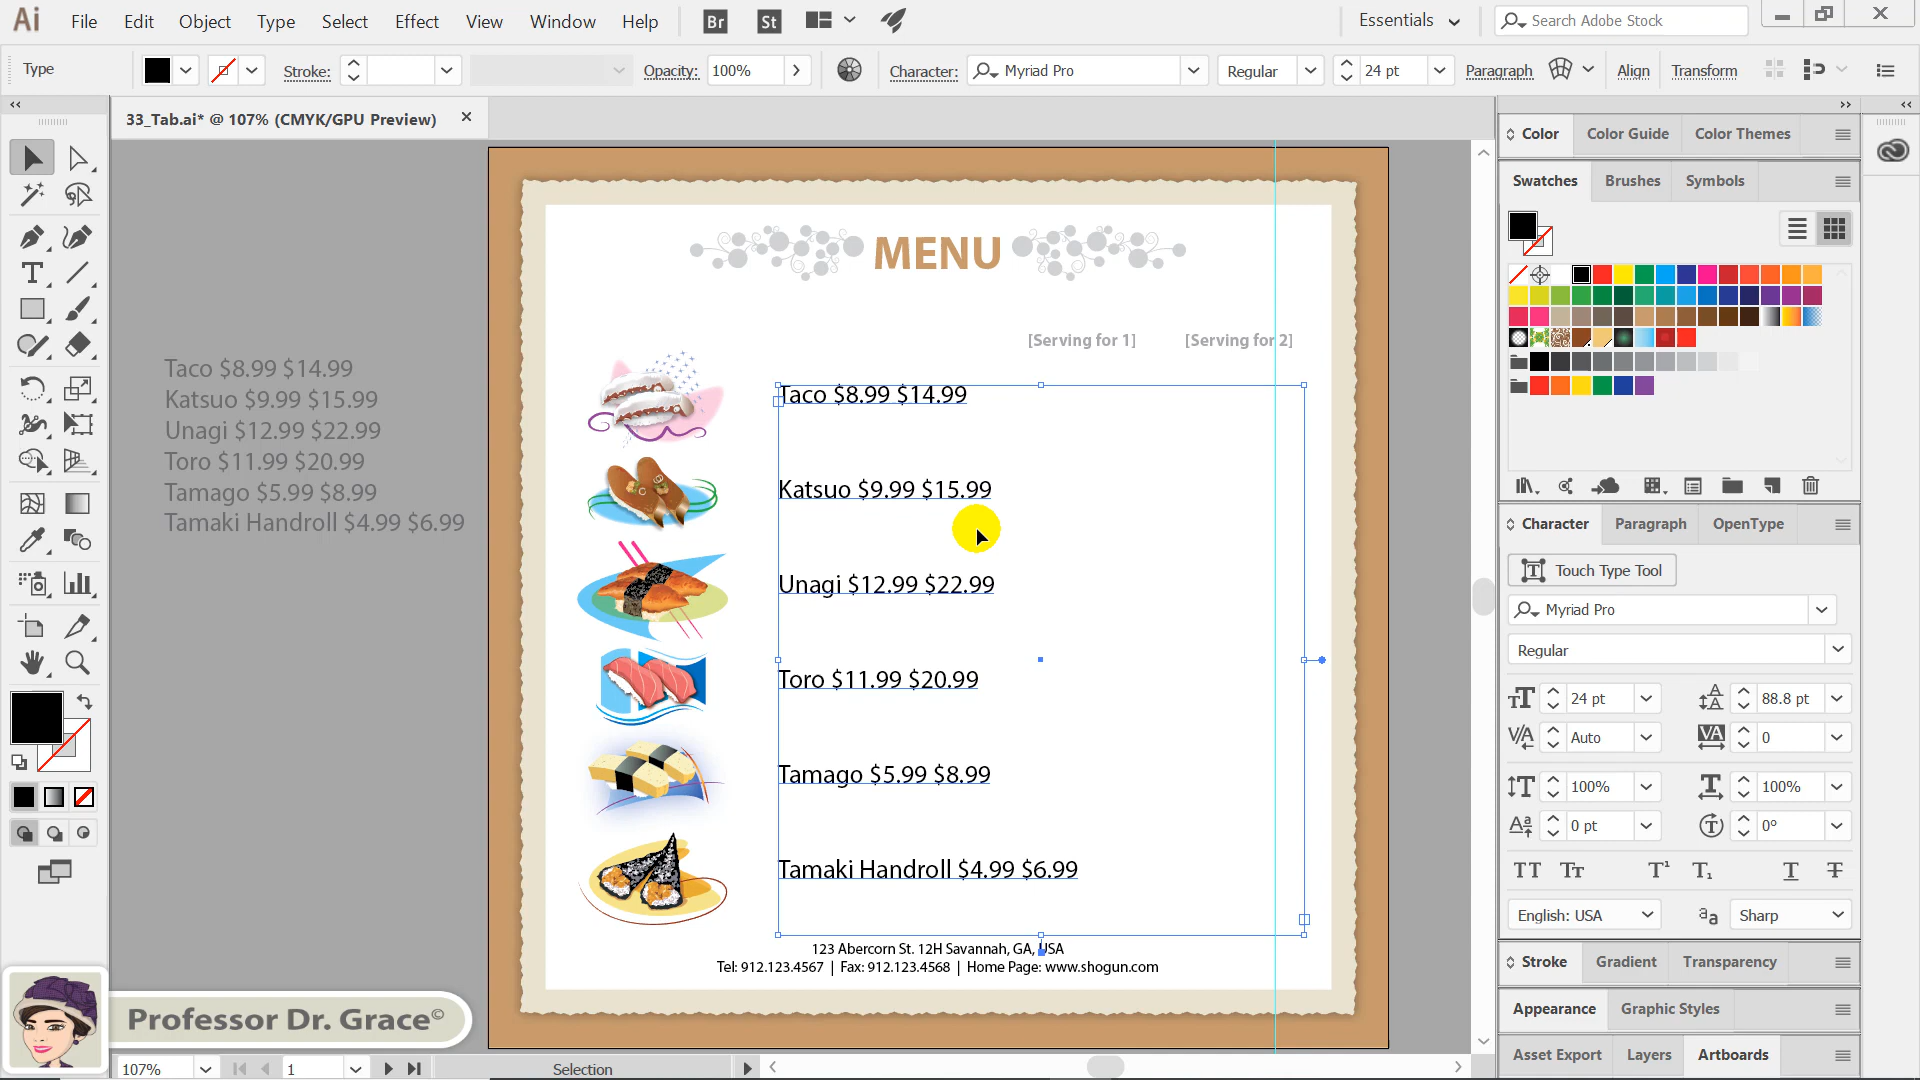 Ai File Edit Object Type Select Effect View Window Help Br St Essentials Search Adobe Stock
Type Stroke: Opacity: 100% Character: Myriad Pro Regular 24 pt Paragraph Align Transform
33_Tab.ai* @ 107% (CMYK/GPU Preview)
Color Color Guide Color Themes
Swatches Brushes Symbols
MENU
[Serving for 1] [Serving for 2]
Taco $8.99 $14.99
Katsuo $9.99 $15.99
Unagi $12.99 $22.99
Toro $11.99 $20.99
Tamago $5.99 $8.99
Tamaki Handroll $4.99 $6.99
Taco $8.99 $14.99
Katsuo $9.99 $15.99
Unagi $12.99 $22.99
Toro $11.99 $20.99
Tamago $5.99 $8.99
Tamaki Handroll $4.99 $6.99
123 Abercorn St. 12H Savannah, GA, USA
Tel: 912.123.4567 | Fax: 912.123.4568 | Home Page: www.shogun.com
Character Paragraph OpenType
Touch Type Tool
Myriad Pro
Regular
24 pt 88.8 pt
Auto 0
100% 100%
0 pt 0°
English: USA Sharp
Stroke Gradient Transparency
Appearance Graphic Styles
Asset Export Layers Artboards
Professor Dr. Grace©
107% 1 Selection